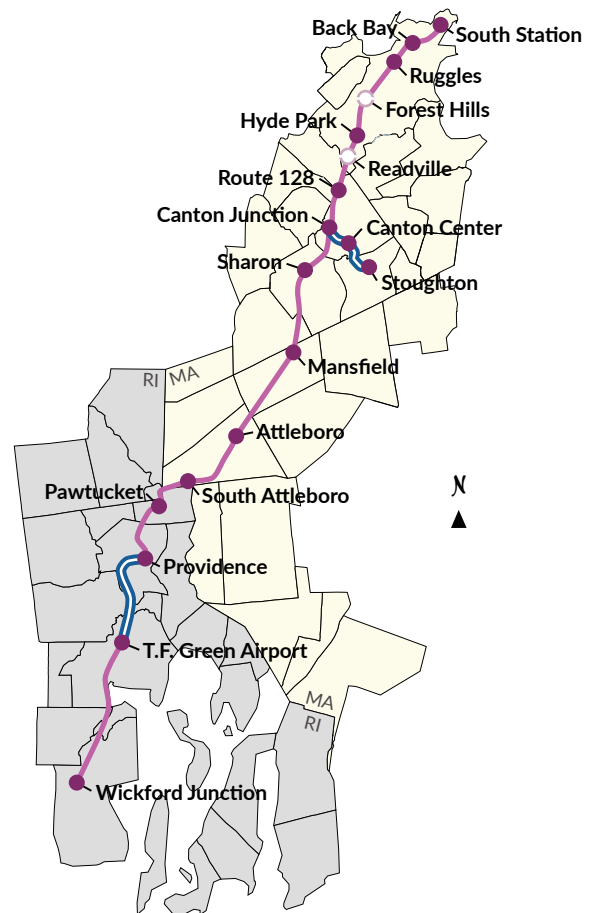 Back Bay
South Station
Ruggles
Forest Hills
Hyde Park
Readville
Route 128
Canton Junction
Canton Center
Sharon
Stoughton
Mansfield
RI
MA
Attleboro
Pawtucket
South Attleboro
N
Providence
T.F. Green Airport
MA
RI
Wickford Junction